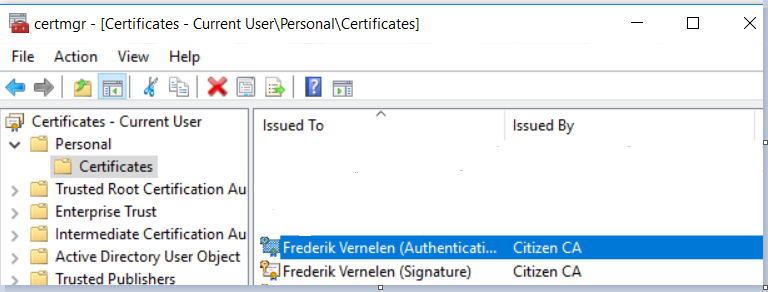 certmgr - [Certificates - Current User\Personal\Certificates]
File Action View Help
Certificates - Current User
Personal
Certificates
Trusted Root Certification Au
Enterprise Trust
Intermediate Certification Au
Active Directory User Object
Trusted Publishers
Issued To Issued By
Frederik Vernelen (Authenticati... Citizen CA
Frederik Vernelen (Signature) Citizen CA